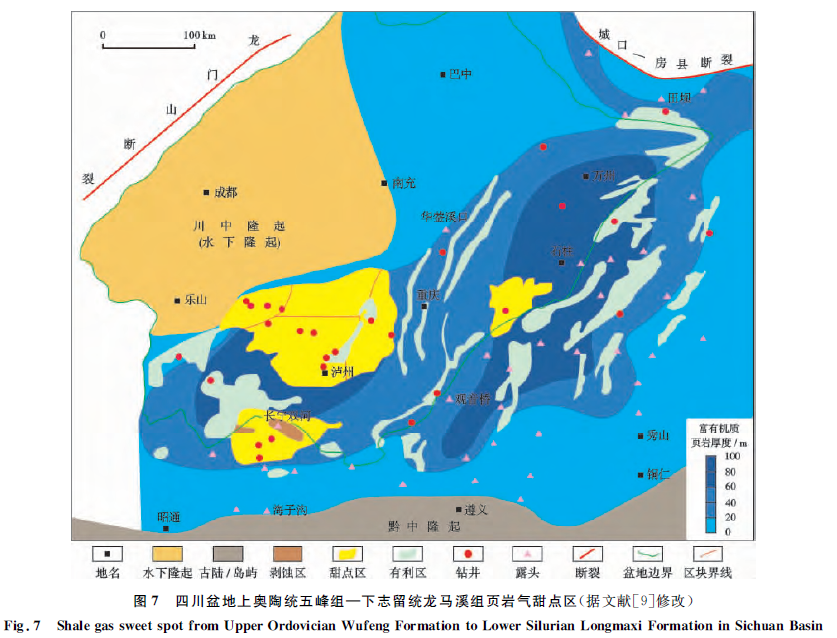 0 100 km
龙
门
山
断
裂
城
口
—
房县断裂
巴中
田坝
南充
成都
川中隆起
(水下隆起)
华蓥溪口
乐山
重庆
泸州
长宁双河
观音桥
秀山
铜仁
昭通
海子沟
遵义
黔中隆起
富有机质
页岩厚度/m
100
80
60
40
20
0
地名 水下隆起 古陆/岛屿 剥蚀区 甜点区 有利区 钻井 露头 断裂 盆地边界 区块界线
图7 四川盆地上奥陶统五峰组—下志留统龙马溪组页岩气甜点区(据文献[9]修改)
Fig. 7 Shale gas sweet spot from Upper Ordovician Wufeng Formation to Lower Silurian Longmaxi Formation in Sichuan Basin